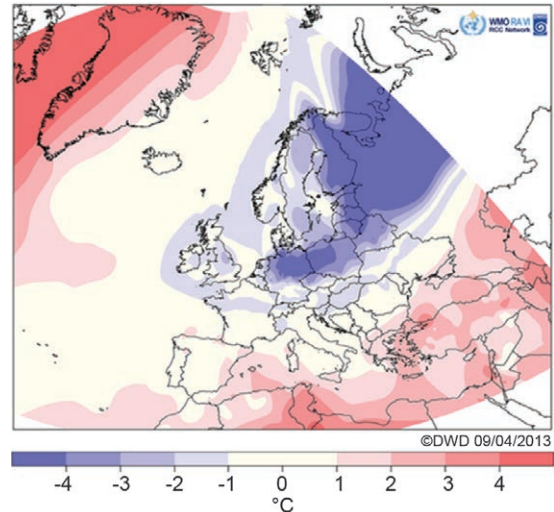 WMO RA VI
RCC Network
©DWD 09/04/2013
-4 -3 -2 -1 0 1 2 3 4
°C